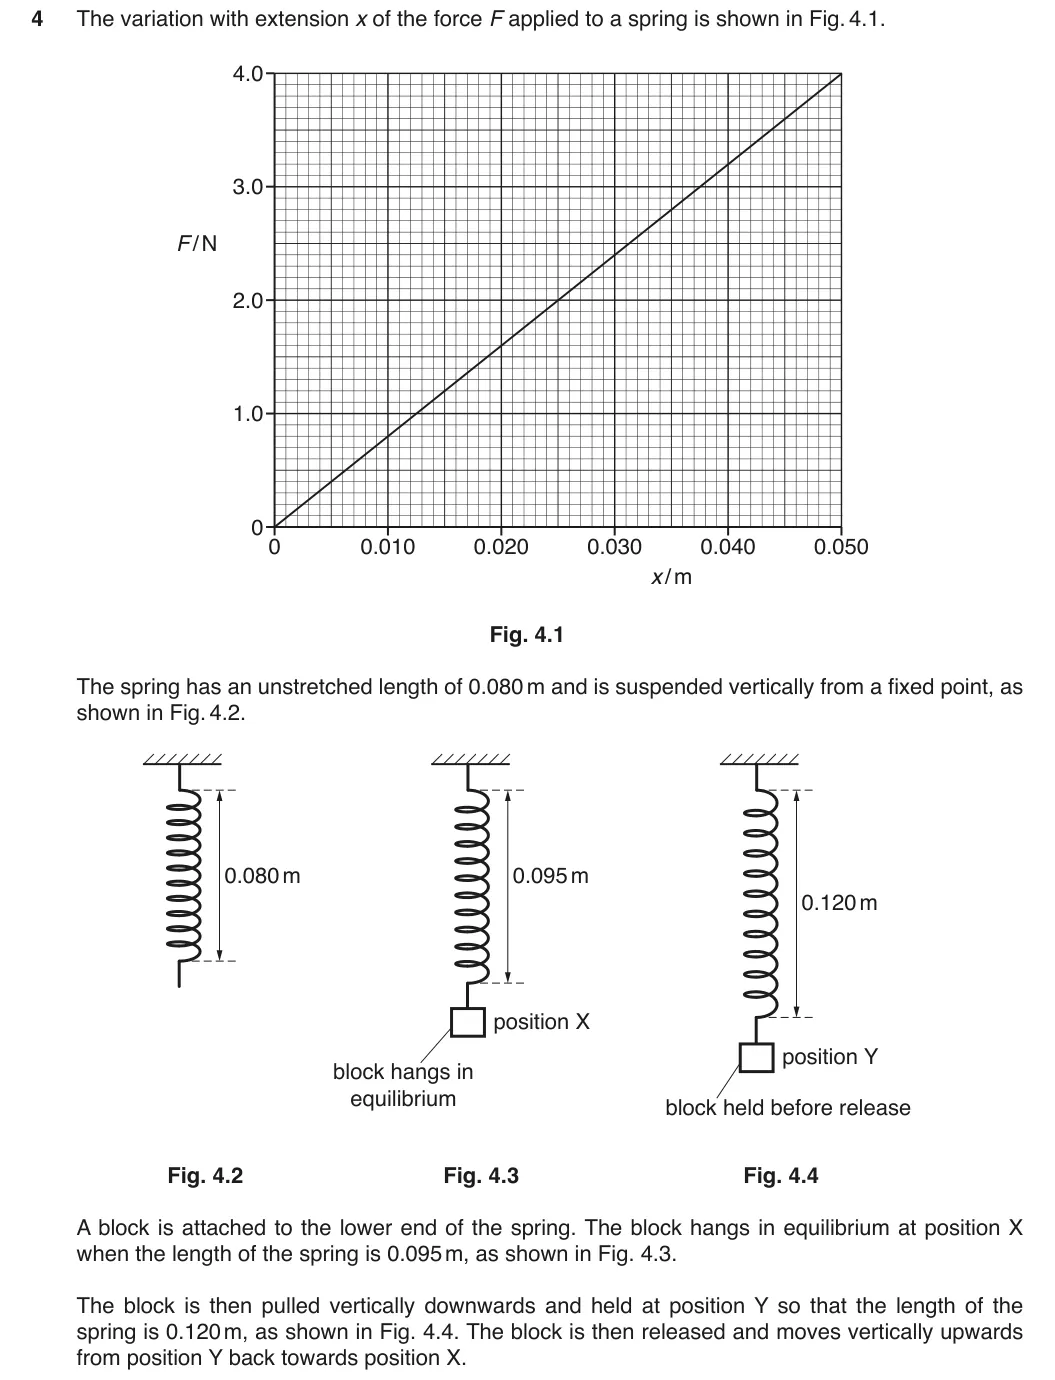 4 The variation with extension x of the force F applied to a spring is shown in Fig. 4.1.
4.0
3.0
F/N
2.0
1.0
0
0 0.010 0.020 0.030 0.040 0.050
x/m
Fig. 4.1
The spring has an unstretched length of 0.080 m and is suspended vertically from a fixed point, as
shown in Fig. 4.2.
0.080 m 0.095 m 0.120 m
position X
position Y
block hangs in
equilibrium
block held before release
Fig. 4.2 Fig. 4.3 Fig. 4.4
A block is attached to the lower end of the spring. The block hangs in equilibrium at position X
when the length of the spring is 0.095 m, as shown in Fig. 4.3.
The block is then pulled vertically downwards and held at position Y so that the length of the
spring is 0.120 m, as shown in Fig. 4.4. The block is then released and moves vertically upwards
from position Y back towards position X.